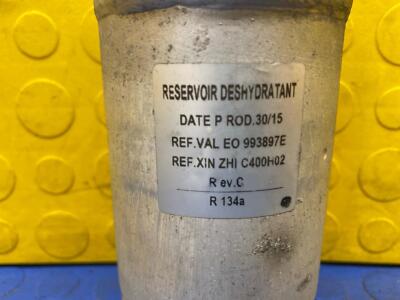 RESERVOIR DESHYDRATANT
DATE P ROD.30/15
REF.VAL EO 993897E
REF.XIN ZHI C400H02
R ev.C
R 134a